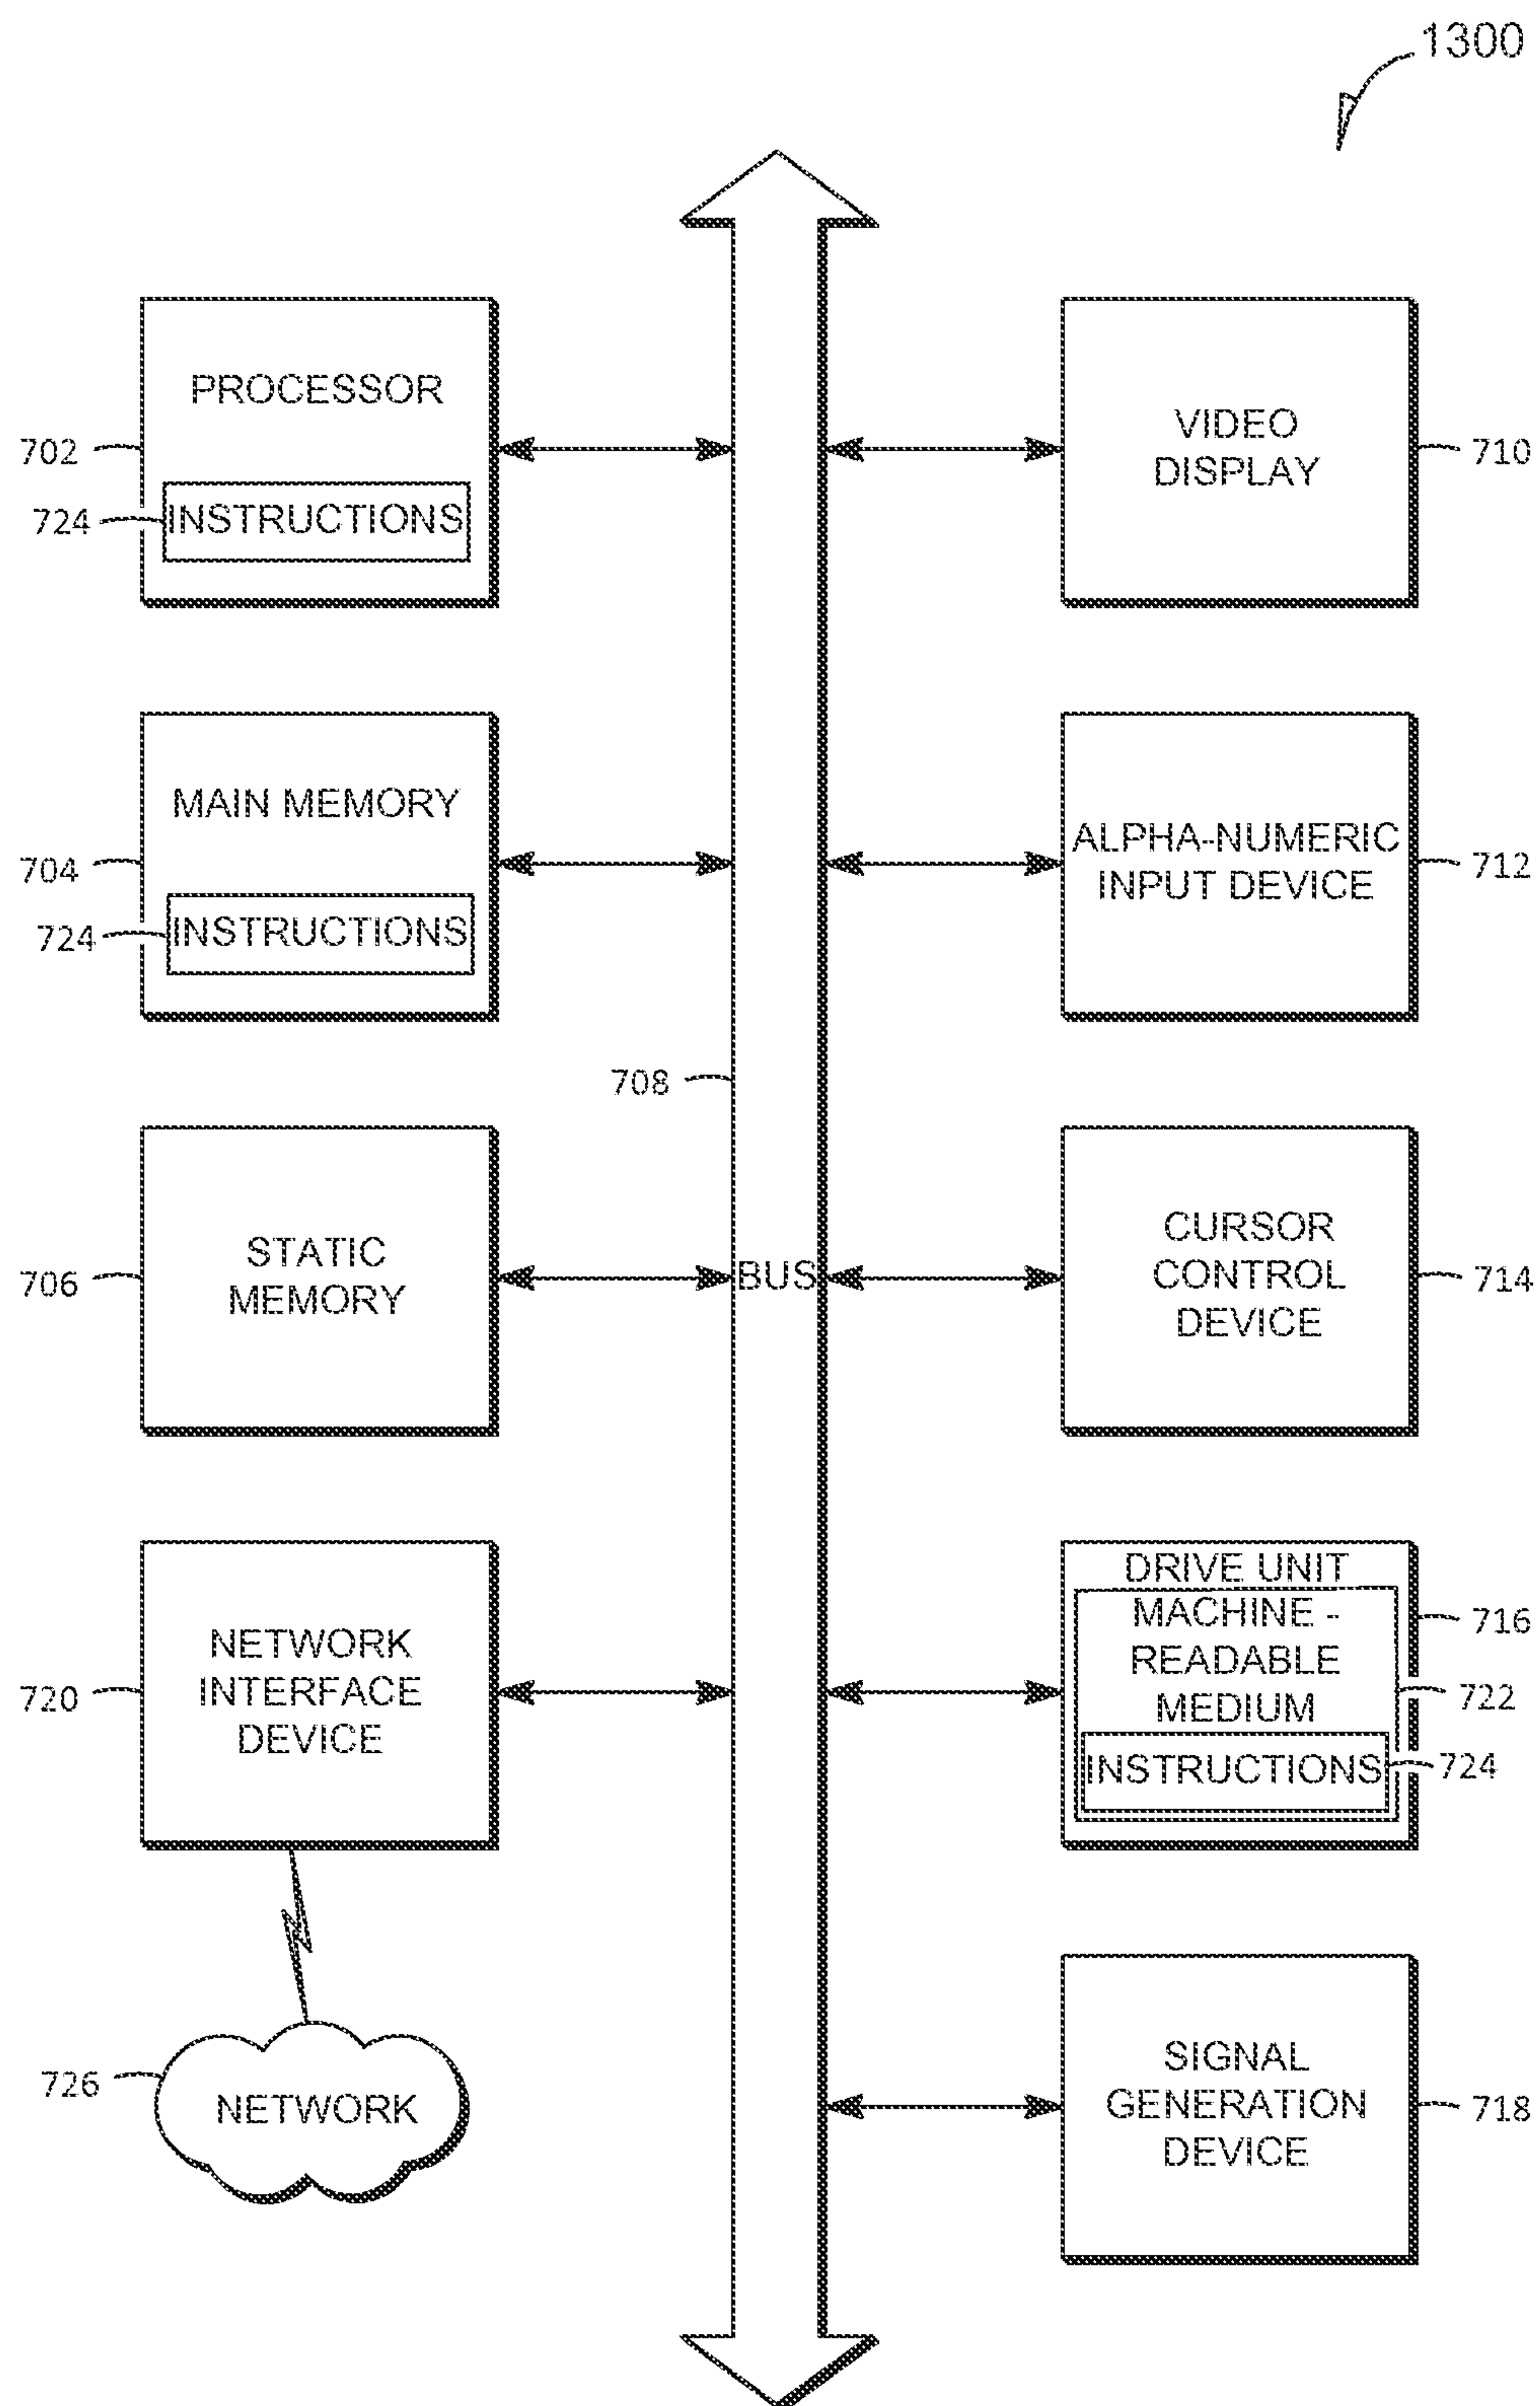 1300
PROCESSOR
702
724
INSTRUCTIONS
VIDEO
DISPLAY
710
MAIN MEMORY
704
724
INSTRUCTIONS
ALPHA-NUMERIC
INPUT DEVICE
712
708
BUS
STATIC
MEMORY
706
CURSOR
CONTROL
DEVICE
714
NETWORK
INTERFACE
DEVICE
720
DRIVE UNIT
716
MACHINE -
READABLE
MEDIUM
722
INSTRUCTIONS
724
726
NETWORK
SIGNAL
GENERATION
DEVICE
718